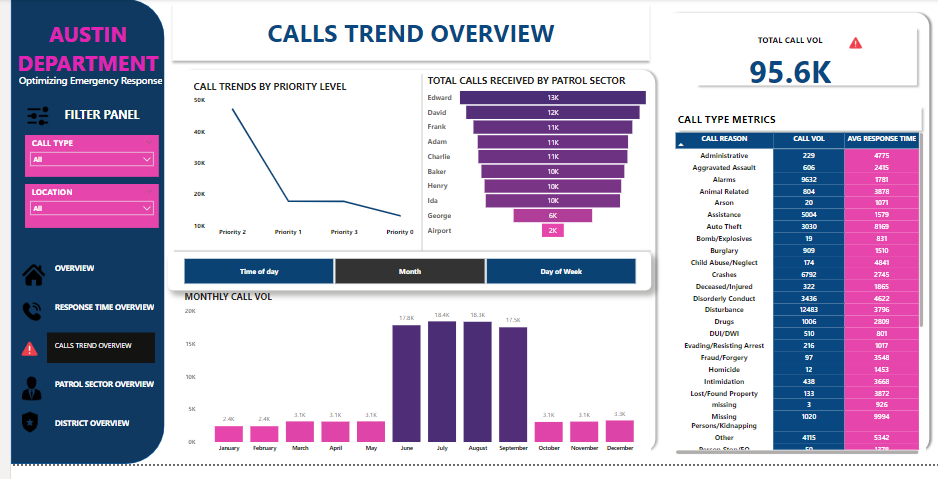 AUSTIN
DEPARTMENT
Optimizing Emergency Response
FILTER PANEL
CALL TYPE
All
LOCATION
All
OVERVIEW
RESPONSE TIME OVERVIEW
CALLS TREND OVERVIEW
PATROL SECTOR OVERVIEW
DISTRICT OVERVIEW
CALLS TREND OVERVIEW
CALL TRENDS BY PRIORITY LEVEL
50K
40K
30K
20K
10K
Priority 2 Priority 1 Priority 3 Priority 0
TOTAL CALLS RECEIVED BY PATROL SECTOR
Edward 13K
David 12K
Frank 11K
Adam 11K
Charlie 11K
Baker 10K
Henry 10K
Ida 10K
George 6K
Airport 2K
Time of day Month Day of Week
MONTHLY CALL VOL
20K
15K
10K
5K
0K
2.4K 2.4K 3.1K 3.1K 3.1K 17.8K 18.4K 18.3K 17.5K 3.1K 3.1K 3.3K
January February March April May June July August September October November December
TOTAL CALL VOL
95.6K
CALL TYPE METRICS
CALL REASON CALL VOL AVG RESPONSE TIME
Administrative 229 4775
Aggravated Assault 606 2415
Alarms 9632 1781
Animal Related 804 3878
Arson 20 1071
Assistance 5004 1579
Auto Theft 3030 8169
Bomb/Explosives 19 831
Burglary 909 1510
Child Abuse/Neglect 174 4841
Crashes 6792 2745
Deceased/Injured 322 1865
Disorderly Conduct 3436 4622
Disturbance 12483 3796
Drugs 1006 2809
DUI/DWI 510 801
Evading/Resisting Arrest 216 1017
Fraud/Forgery 97 3548
Homicide 12 1453
Intimidation 438 3668
Lost/Found Property 133 3872
missing 3 926
Missing 1020 9994
Persons/Kidnapping
Other 4115 5342